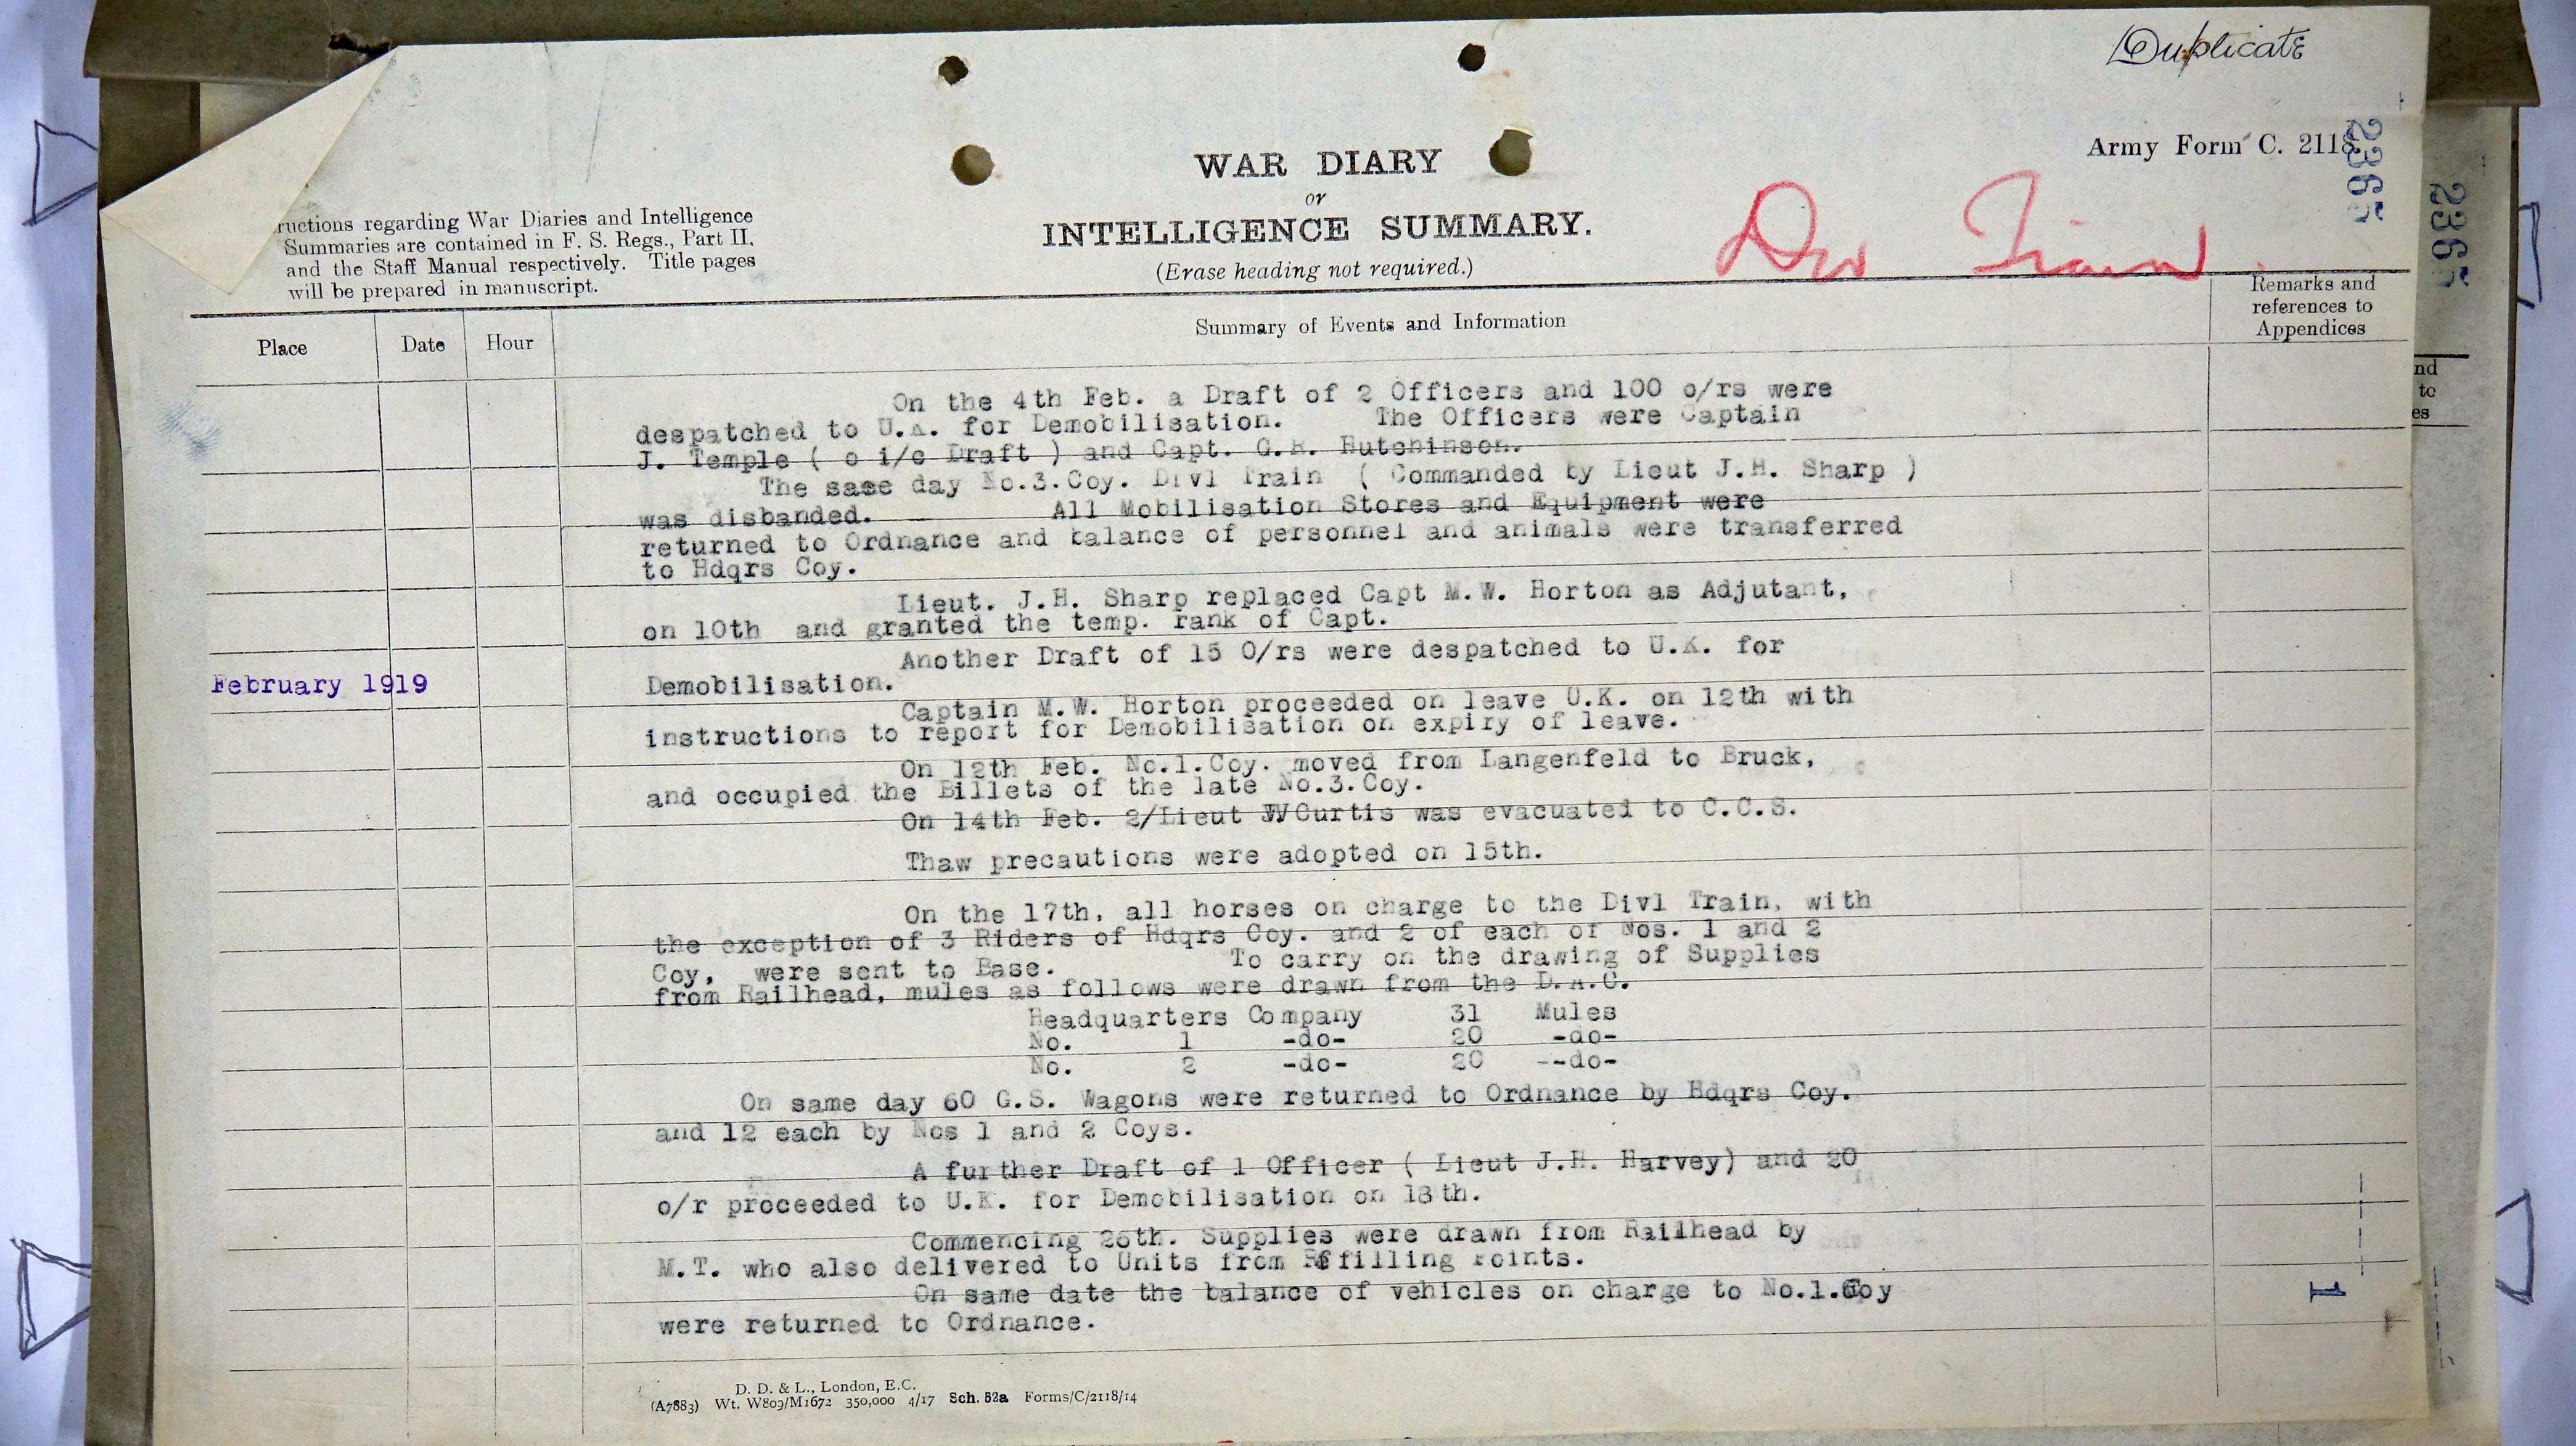 Duplicate
Army Form C. 2118.
2365
2365
WAR DIARY
or
INTELLIGENCE SUMMARY.
(Erase heading not required.)
Div Train
ructions regarding War Diaries and Intelligence
Summaries are contained in F. S. Regs., Part II.
and the Staff Manual respectively. Title pages
will be prepared in manuscript.
Place Date Hour Summary of Events and Information Remarks and
references to
Appendices
nd
to
es
On the 4th Feb. a Draft of 2 Officers and 100 o/rs were
despatched to U.K. for Demobilisation. The Officers were Captain
J. Temple ( o i/c Draft ) and Capt. G.R. Hutchinson.
The same day No.3.Coy. Divl Train ( Commanded by Lieut J.H. Sharp )
was disbanded. All Mobilisation Stores and Equipment were
returned to Ordnance and balance of personnel and animals were transferred
to Hdqrs Coy.
Lieut. J.H. Sharp replaced Capt M.W. Horton as Adjutant,
on 10th and granted the temp. rank of Capt.
Another Draft of 15 O/rs were despatched to U.K. for
February 1919 Demobilisation.
Captain M.W. Horton proceeded on leave U.K. on 12th with
instructions to report for Demobilisation on expiry of leave.
On 12th Feb. No.1.Coy. moved from Langenfeld to Bruck,
and occupied the Billets of the late No.3.Coy.
On 14th Feb. 2/Lieut JWCurtis was evacuated to C.C.S.
Thaw precautions were adopted on 15th.
On the 17th, all horses on charge to the Divl Train, with
the exception of 3 Riders of Hdqrs Coy. and 2 of each of Nos. 1 and 2
Coy, were sent to Base. To carry on the drawing of Supplies
from Railhead, mules as follows were drawn from the D.A.C.
Headquarters Company 31 Mules
No. 1 -do- 20 -do-
No. 2 -do- 20 --do-
On same day 60 G.S. Wagons were returned to Ordnance by Hdqrs Coy.
and 12 each by Nos 1 and 2 Coys.
A further Draft of 1 Officer ( Lieut J.H. Harvey) and 20
o/r proceeded to U.K. for Demobilisation on 18th.
Commencing Supplies were drawn from Railhead by
M.T. who also delivered to Units from Refilling Points.
On same date the balance of vehicles on charge to No.1.Coy
were returned to Ordnance.
1
D. D. & L., London, E.C.
(A7883) Wt. W809/M1672 350,000 4/17 Sch. 52a Forms/C/2118/14